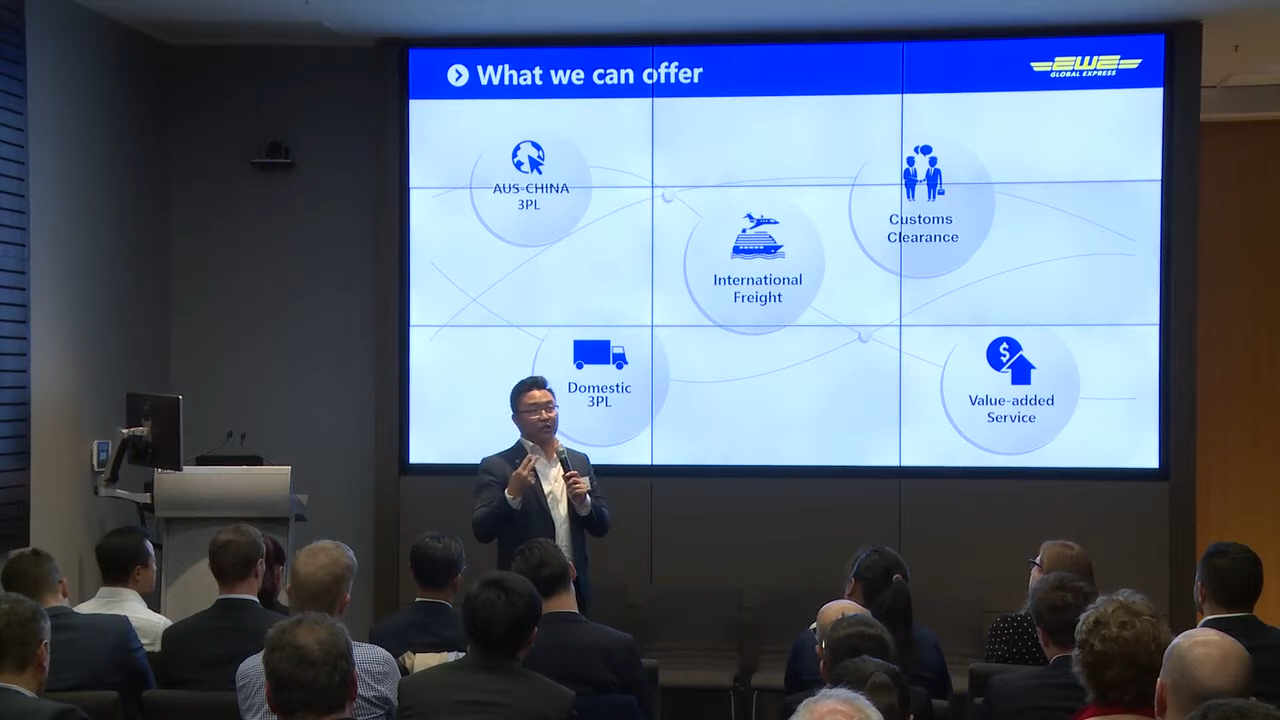 What we can offer
EWE
GLOBAL EXPRESS
AUS-CHINA
3PL
Customs
Clearance
International
Freight
$
Domestic
3PL
Value-added
Service